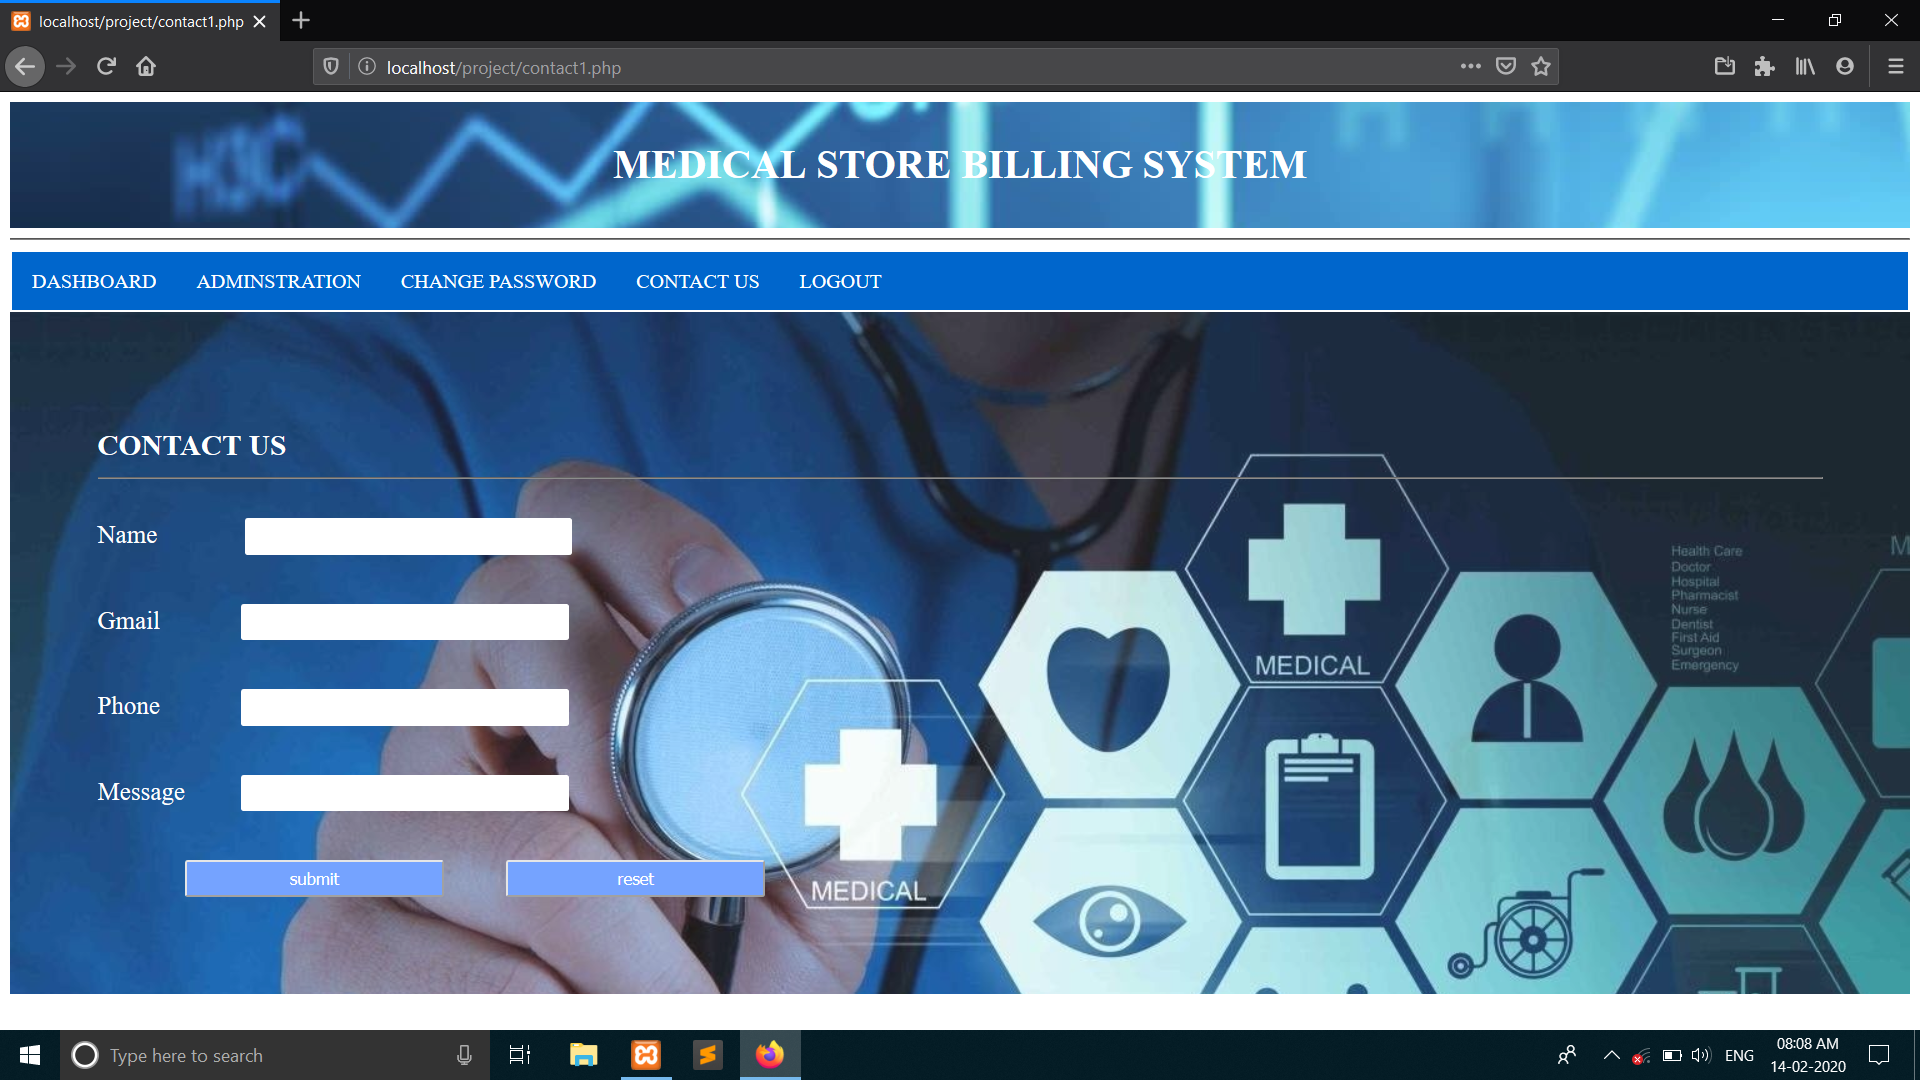 localhost/project/contact1.php
localhost/project/contact1.php
MEDICAL STORE BILLING SYSTEM
DASHBOARD ADMINSTRATION CHANGE PASSWORD CONTACT US LOGOUT
CONTACT US
Name
Gmail
Phone
Message
submit reset
MEDICAL
MEDICAL
Health Care
Doctor
Hospital
Pharmacist
Nurse
Dentist
First Aid
Surgeon
Emergency
Type here to search
ENG
08:08 AM
14-02-2020